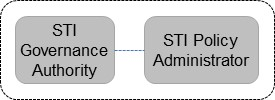 STI
Governance
Authority
STI Policy
Administrator